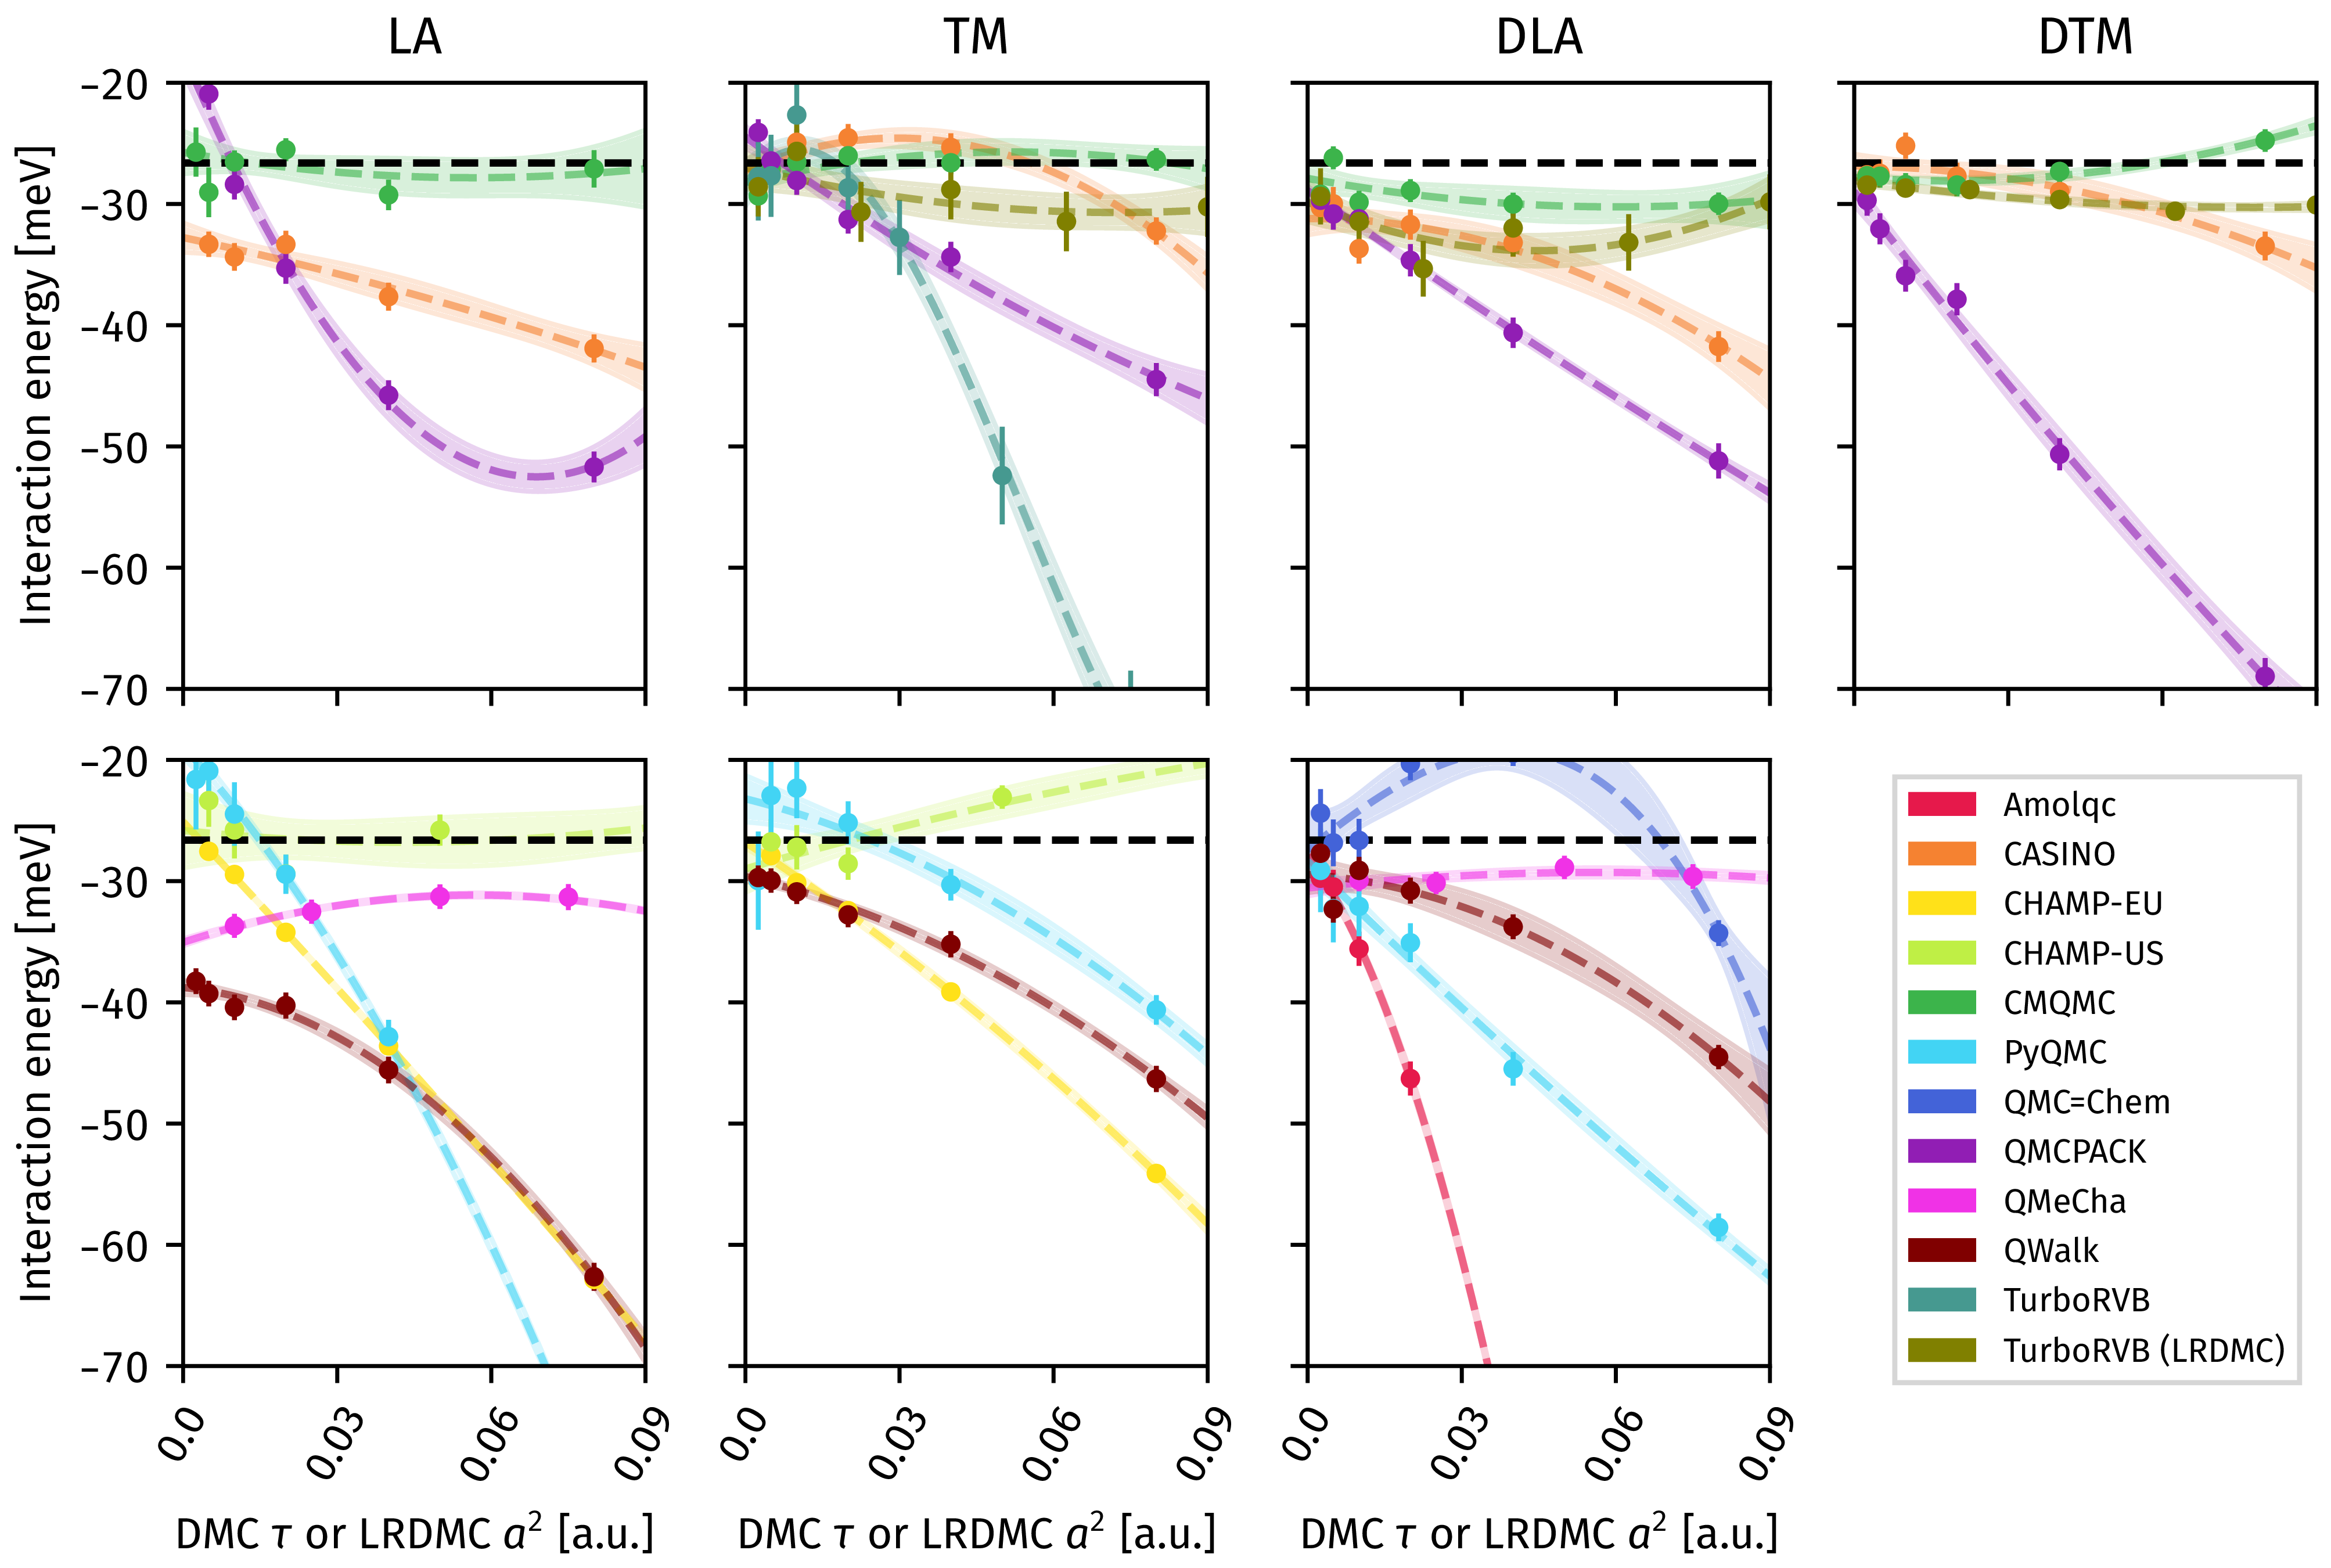 LA TM DLA DTM
Interaction energy [meV]
−20
−30
−40
−50
−60
−70
Interaction energy [meV]
−20
−30
−40
−50
−60
−70
Amolqc
CASINO
CHAMP-EU
CHAMP-US
CMQMC
PyQMC
QMC=Chem
QMCPACK
QMeCha
QWalk
TurboRVB
TurboRVB (LRDMC)
0.0 0.03 0.06 0.09 0.0 0.03 0.06 0.09 0.0 0.03 0.06 0.09
DMC τ or LRDMC a² [a.u.] DMC τ or LRDMC a² [a.u.] DMC τ or LRDMC a² [a.u.]